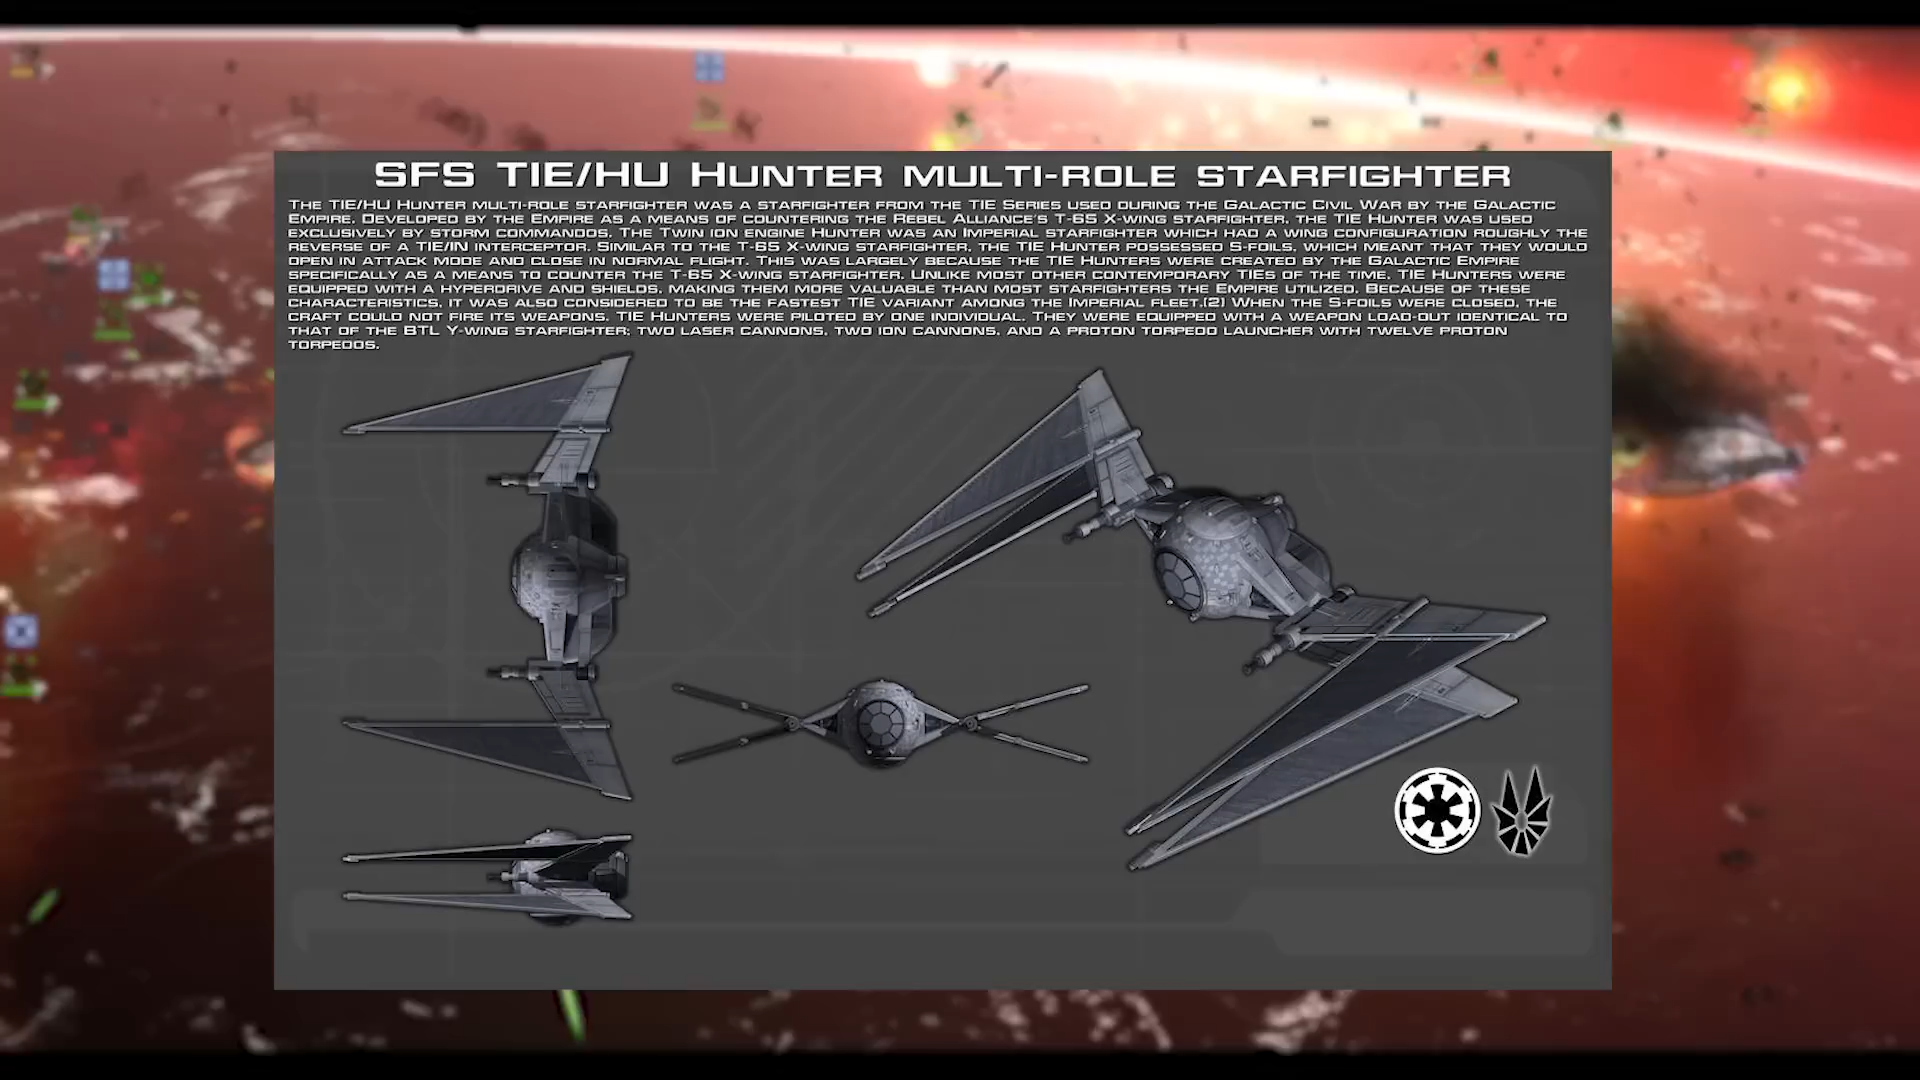 SFS TIE/HU Hunter multi-role starfighter
The TIE/HU Hunter multi-role starfighter was a starfighter from the TIE Series used during the Galactic Civil War by the Galactic
Empire. Developed by the Empire as a means of countering the Rebel Alliance's T-65 X-wing starfighter, the TIE Hunter was used
exclusively by storm commandos. The Twin ion engine Hunter was an Imperial starfighter which had a wing configuration roughly the
reverse of a TIE/IN interceptor. Similar to the T-65 X-wing starfighter, the TIE Hunter possessed S-foils, which meant that they would
open in attack mode and close in normal flight. This was largely because the TIE Hunters were created by the Galactic Empire
specifically as a means to counter the T-65 X-wing starfighter. Unlike most other contemporary TIEs of the time, TIE Hunters were
equipped with a hyperdrive and shields, making them more valuable than most starfighters the Empire utilized. Because of these
characteristics, it was also considered to be the fastest TIE variant among the Imperial fleet.[2] When the S-foils were closed, the
craft could not fire its weapons. TIE Hunters were piloted by one individual. They were equipped with a weapon load-out identical to
that of the BTL Y-wing starfighter: two laser cannons, two ion cannons, and a proton torpedo launcher with twelve proton
torpedos.